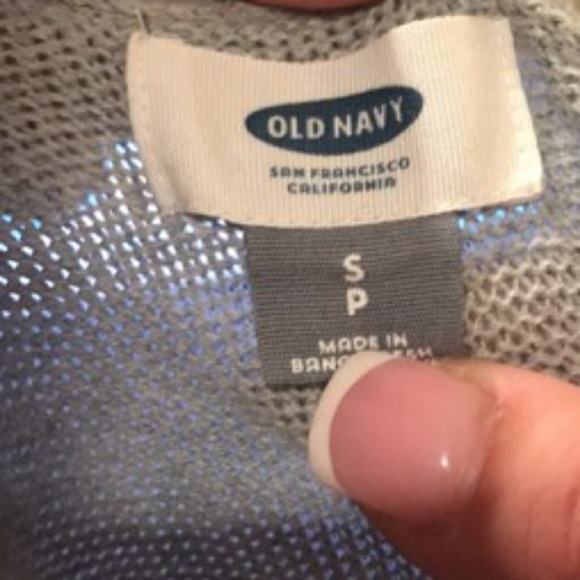 OLD NAVY
SAN FRANCISCO
CALIFORNIA
S
P
MADE IN